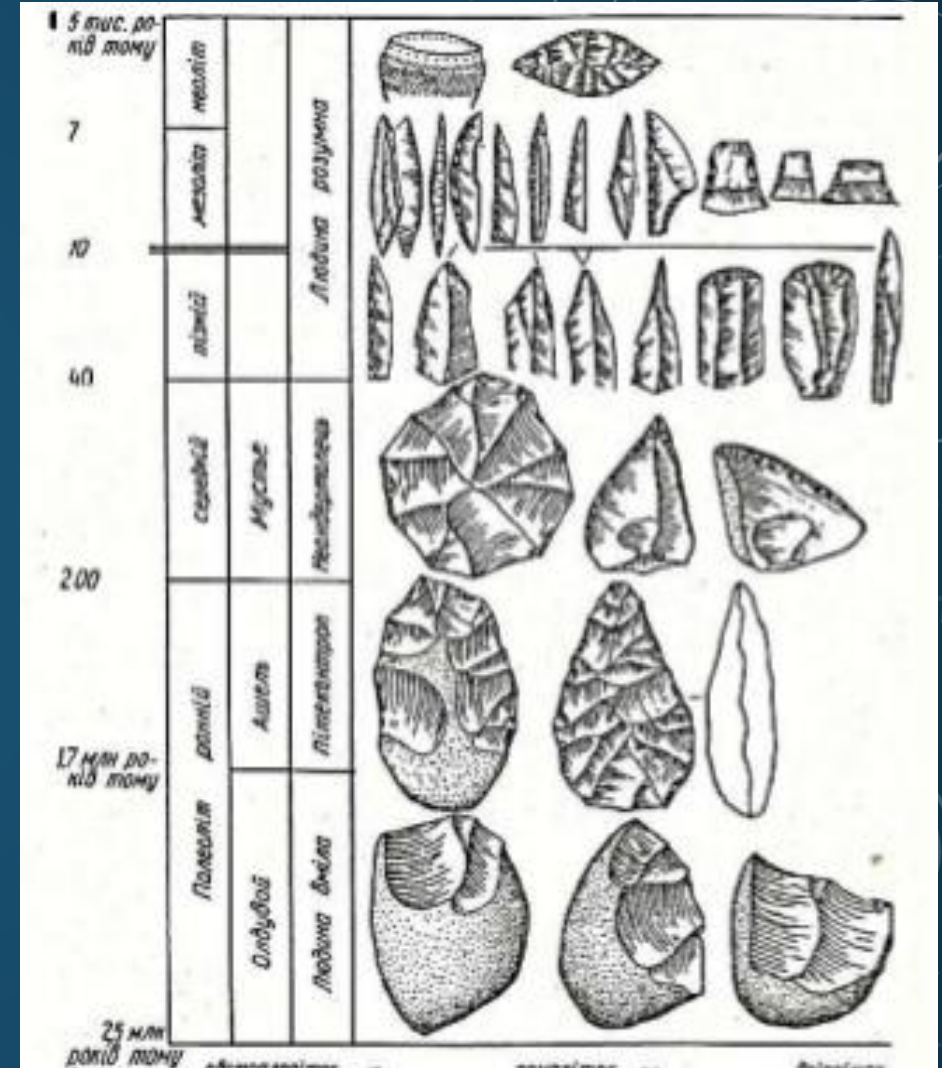 5 тис. ро-
ків тому
неоліт
7
мезоліт
10
Людина розумна
пізній
40
середній
Мустьє
Неандерталець
200
Палеоліт ранній
Ашель
Пітекантроп
1,7 млн ро-
ків тому
Олдувой
Людина вміла
2,5 млн
років тому